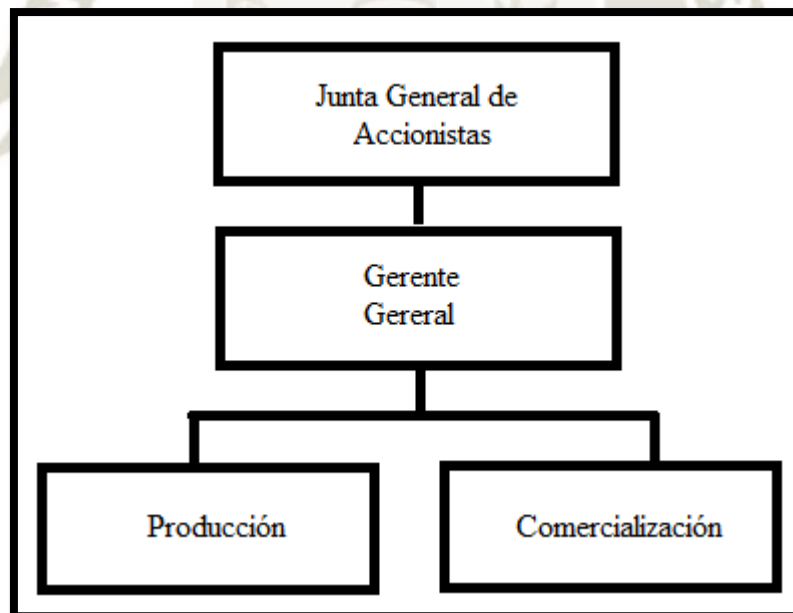 Junta General de
Accionistas
Gerente
Gereral
Producción
Comercialización